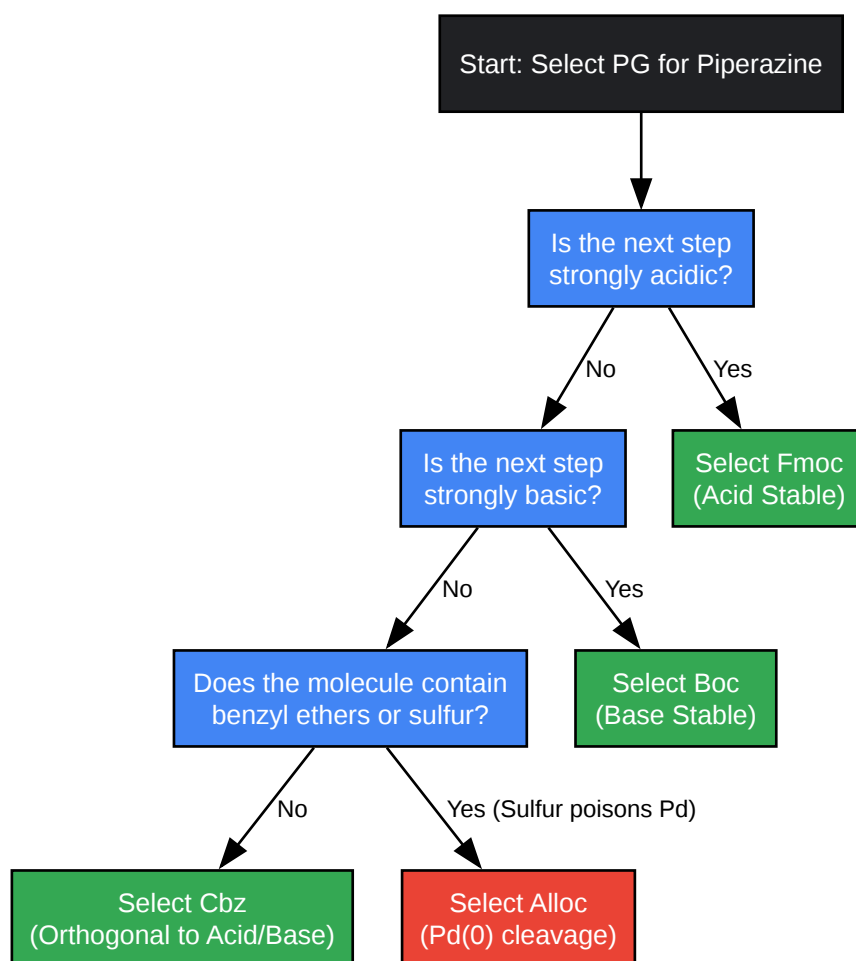 Start: Select PG for Piperazine
Is the next step
strongly acidic?
No
Yes
Is the next step
strongly basic?
Select Fmoc
(Acid Stable)
No
Yes
Does the molecule contain
benzyl ethers or sulfur?
Select Boc
(Base Stable)
No
Yes (Sulfur poisons Pd)
Select Cbz
(Orthogonal to Acid/Base)
Select Alloc
(Pd(0) cleavage)